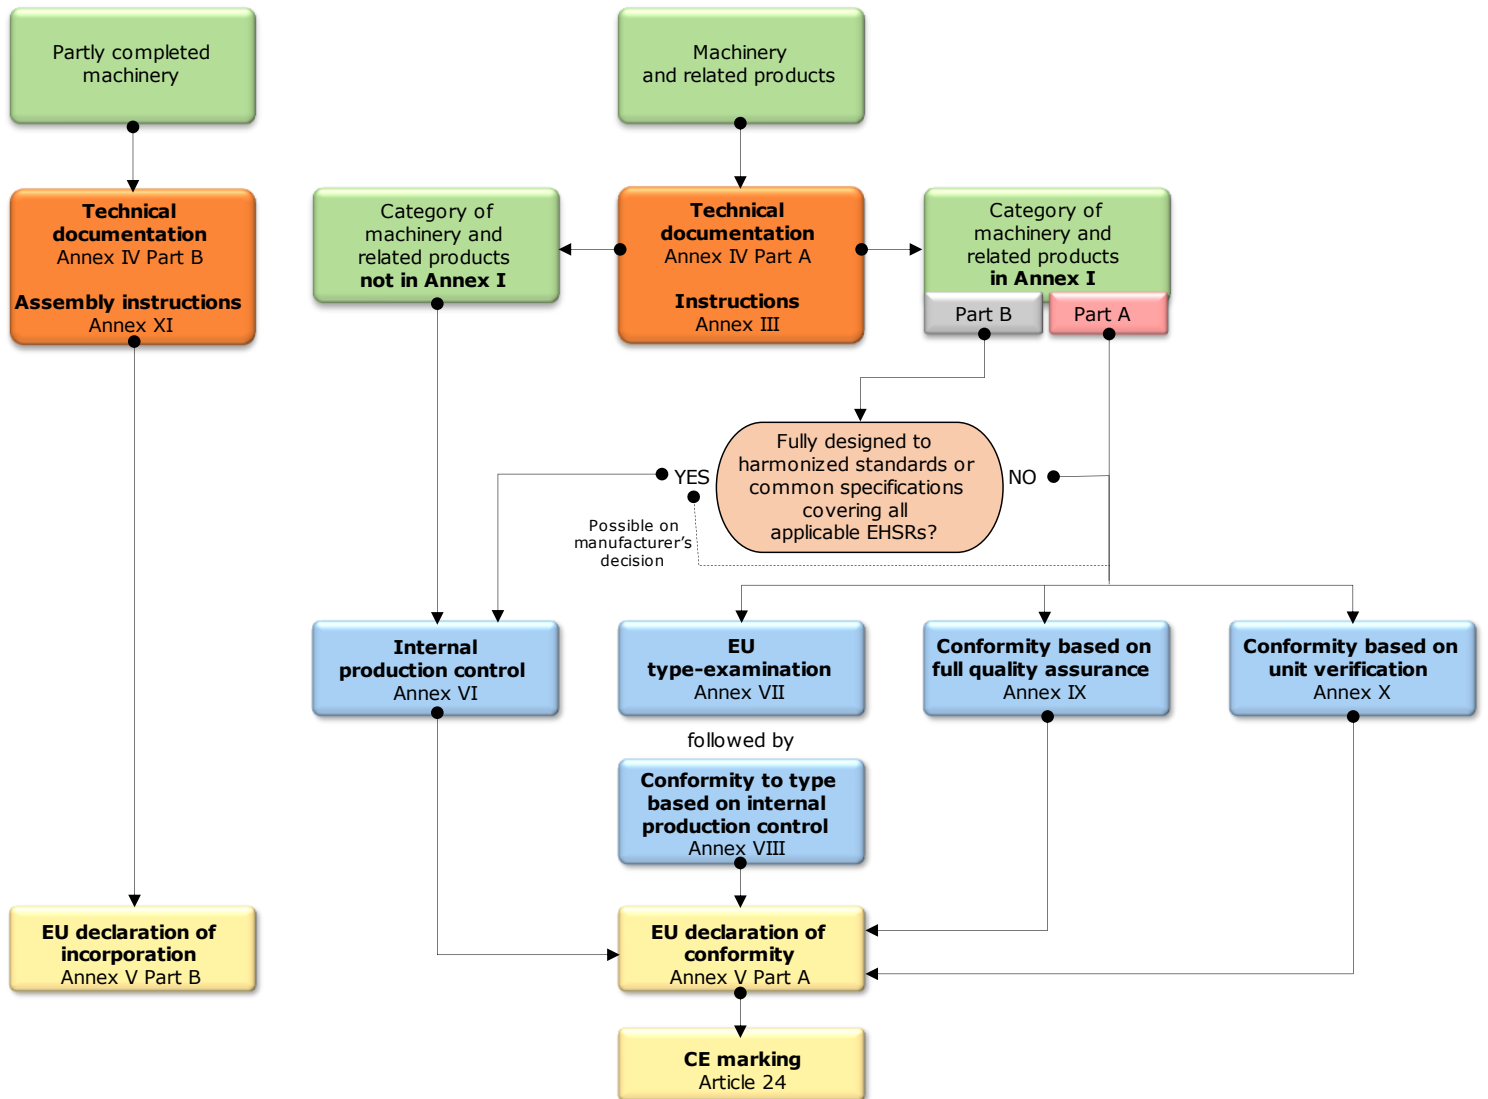 Partly completed
machinery
Machinery
and related products
Technical
documentation
Annex IV Part B
Assembly instructions
Annex XI
Category of
machinery and
related products
not in Annex I
Technical
documentation
Annex IV Part A
Instructions
Annex III
Category of
machinery and
related products
in Annex I
Part B
Part A
Fully designed to
harmonized standards or
common specifications
covering all
applicable EHSRs?
YES
NO
Possible on
manufacturer’s
decision
Internal
production control
Annex VI
EU
type-examination
Annex VII
Conformity based on
full quality assurance
Annex IX
Conformity based on
unit verification
Annex X
followed by
Conformity to type
based on internal
production control
Annex VIII
EU declaration of
incorporation
Annex V Part B
EU declaration of
conformity
Annex V Part A
CE marking
Article 24